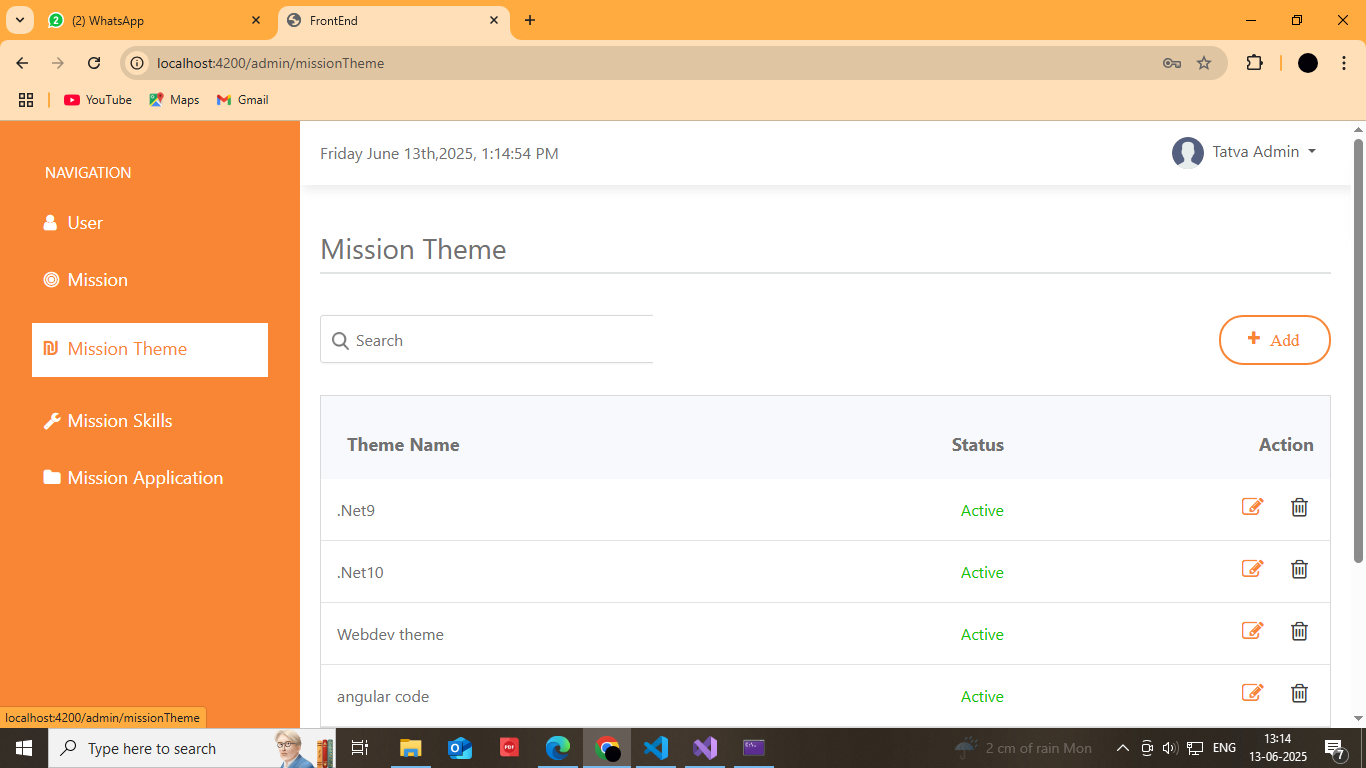 (2) WhatsApp
FrontEnd
localhost:4200/admin/missionTheme
YouTube
Maps
Gmail
NAVIGATION
User
Mission
Mission Theme
Mission Skills
Mission Application
localhost:4200/admin/missionTheme
Friday June 13th,2025, 1:14:54 PM
Tatva Admin
Mission Theme
Search
Add
Theme Name Status Action
.Net9 Active
.Net10 Active
Webdev theme Active
angular code Active
Type here to search
PDF
2 cm of rain Mon
ENG
13:14
13-06-2025
7